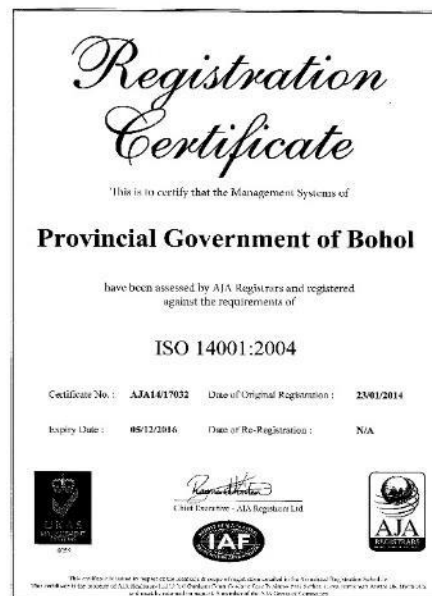 Registration
Certificate
This is to certify that the Management Systems of
Provincial Government of Bohol
have been assessed by AJA Registrars and registered
against the requirements of
ISO 14001:2004
Certificate No. : AJA14/17032 Date of Original Registration : 23/01/2014
Expiry Date : 05/12/2016 Date of Re-Registration : N/A
Chief Executive - AJA Registrars Ltd
UKAS
MANAGEMENT
IAF
AJA
REGISTRARS